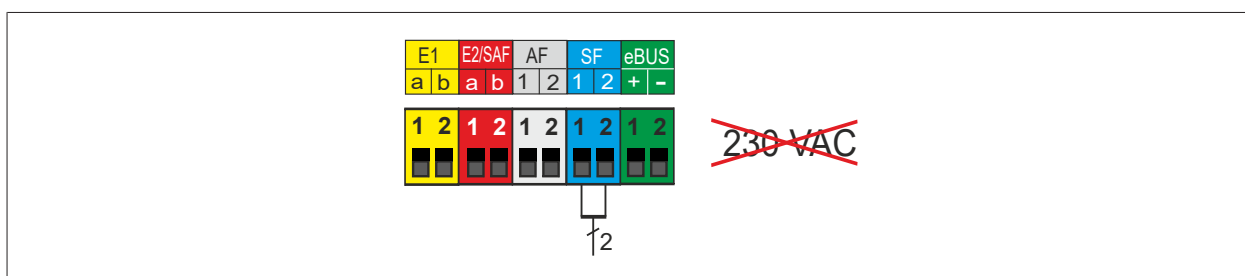 E1 E2/SAF AF SF eBUS
a b a b 1 2 1 2 + -
1 2 1 2 1 2 1 2 1 2
230 VAC
2